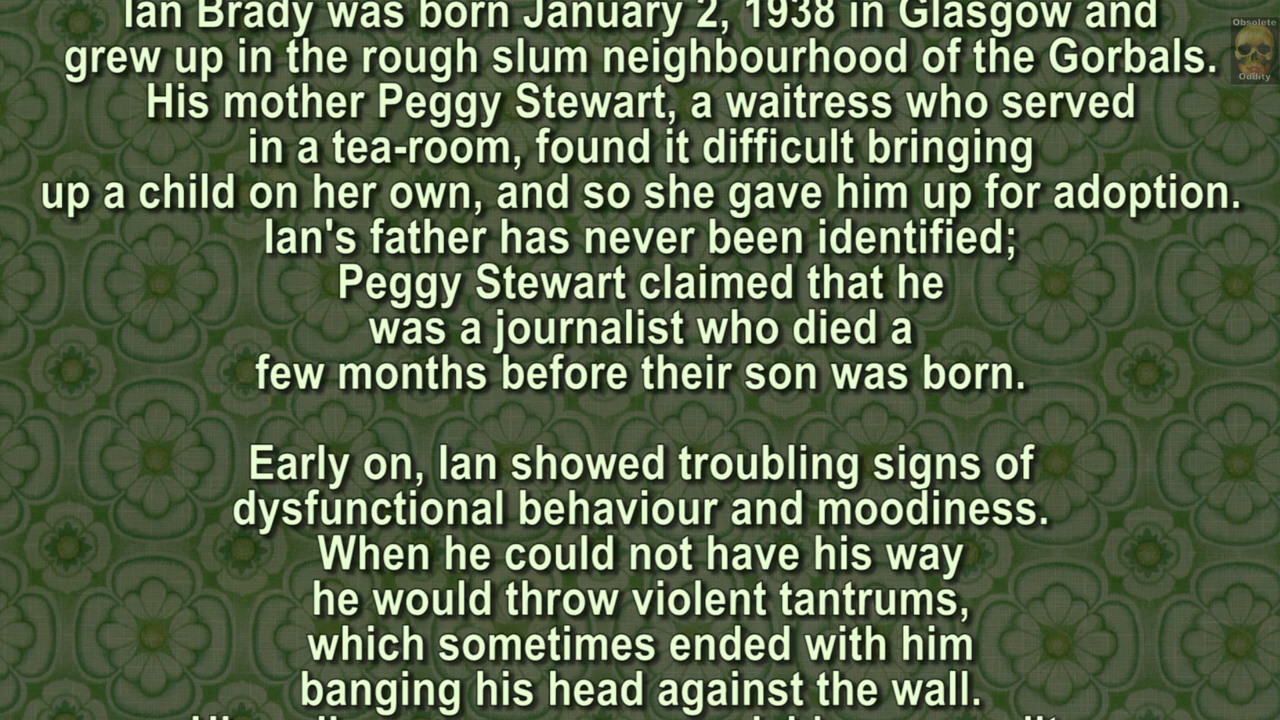 Ian Brady was born January 2, 1938 in Glasgow and
grew up in the rough slum neighbourhood of the Gorbals.
His mother Peggy Stewart, a waitress who served
in a tea-room, found it difficult bringing
up a child on her own, and so she gave him up for adoption.
Ian's father has never been identified;
Peggy Stewart claimed that he
was a journalist who died a
few months before their son was born.
Early on, Ian showed troubling signs of
dysfunctional behaviour and moodiness.
When he could not have his way
he would throw violent tantrums,
which sometimes ended with him
banging his head against the wall.
Obsolete
Oddity